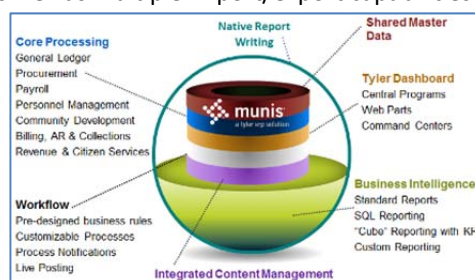 Native Report
Writing
Shared Master
Data
Core Processing
General Ledger
Procurement
Payroll
Personnel Management
Community Development
Billing, AR & Collections
Revenue & Citizen Services
munis
a tyler erp solution
Tyler Dashboard
Central Programs
Web Parts
Command Centers
Workflow
Pre-designed business rules
Customizable Processes
Process Notifications
Live Posting
Business Intelligence
Standard Reports
SQL Reporting
"Cube" Reporting with
Custom Reporting
Integrated Content Management